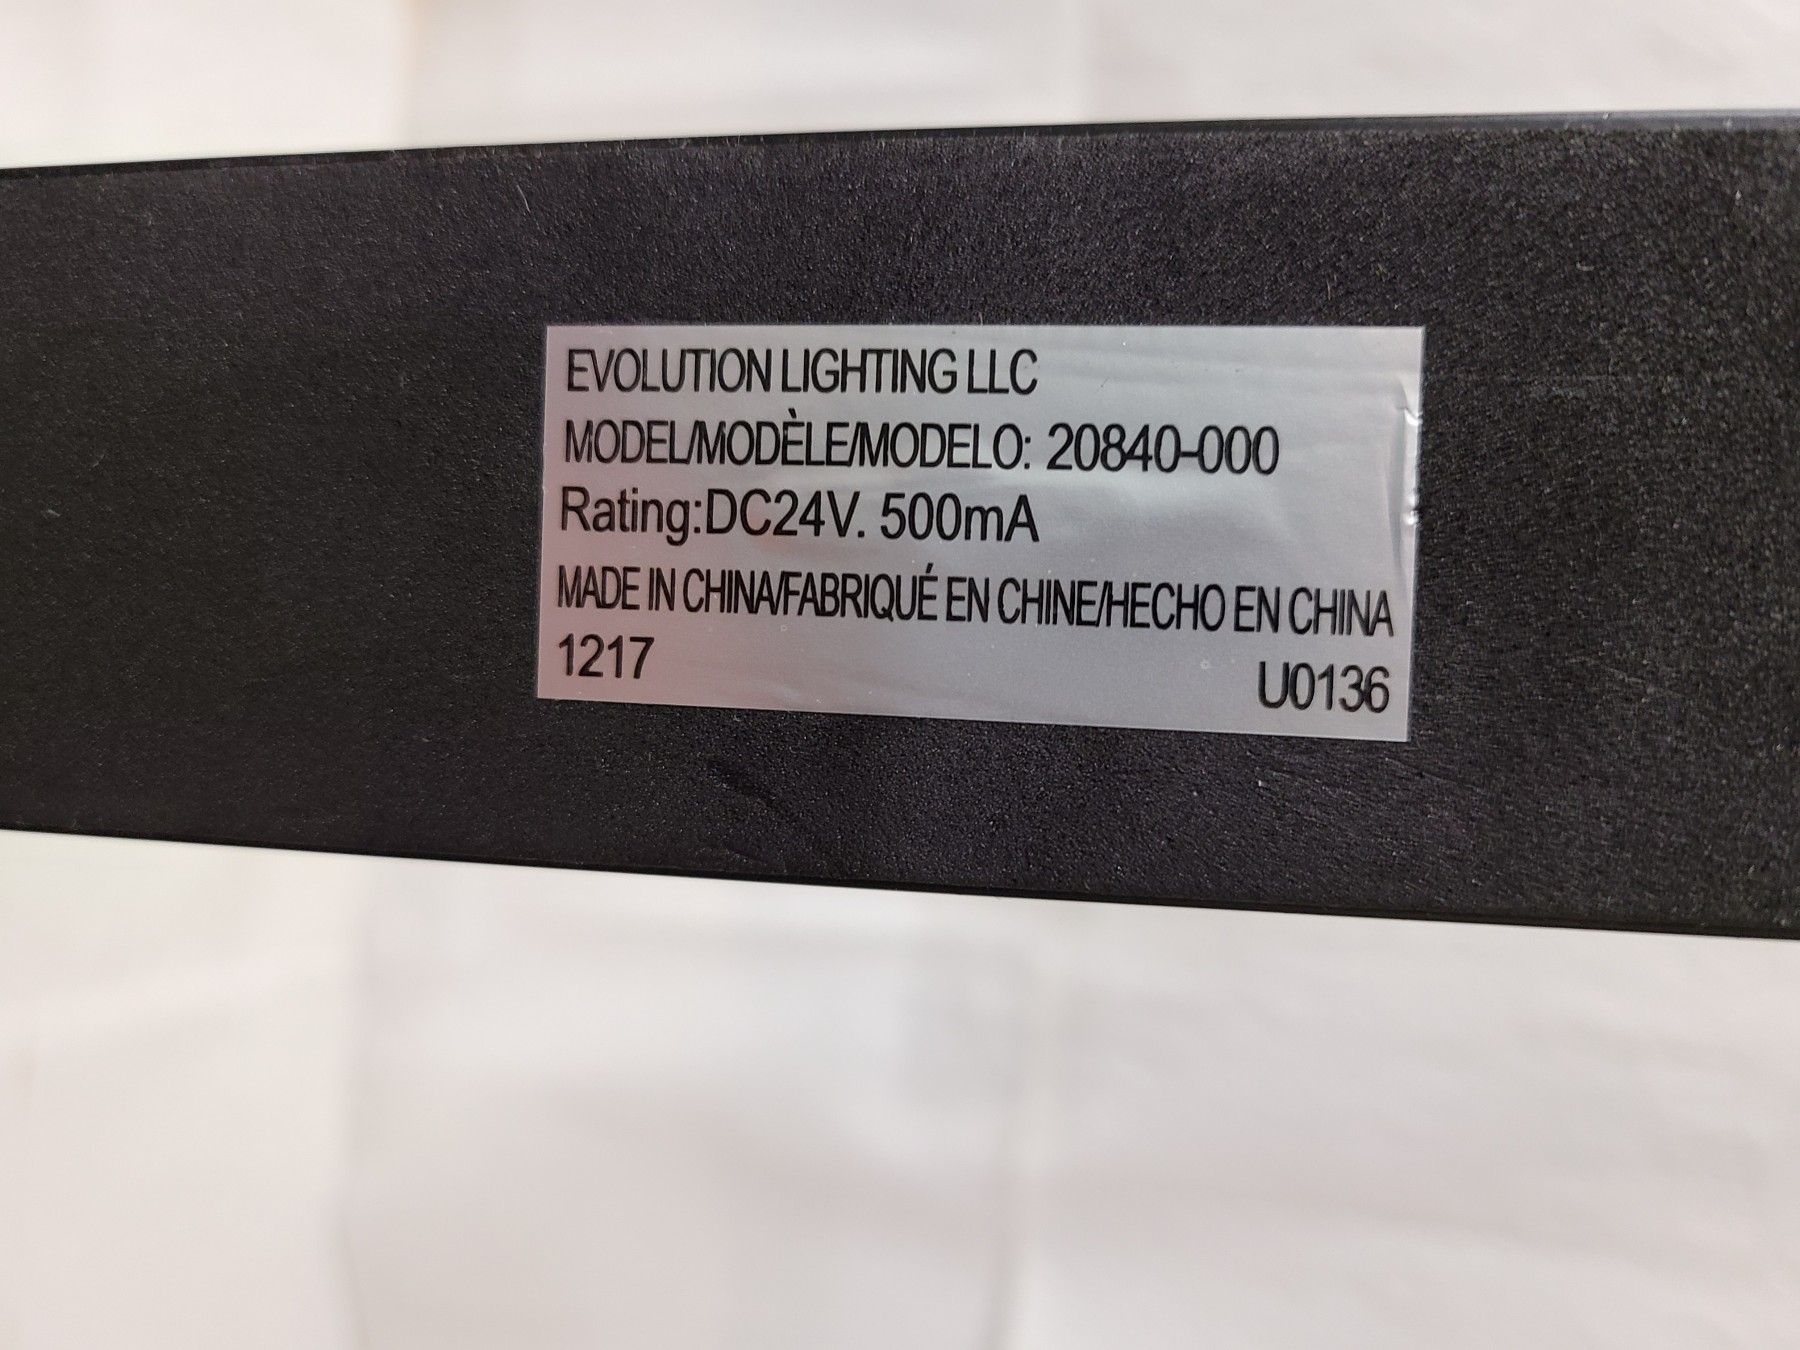 EVOLUTION LIGHTING LLC
MODEL/MODÈLE/MODELO: 20840-000
Rating:DC24V. 500mA
MADE IN CHINA/FABRIQUÉ EN CHINE/HECHO EN CHINA
1217 U0136